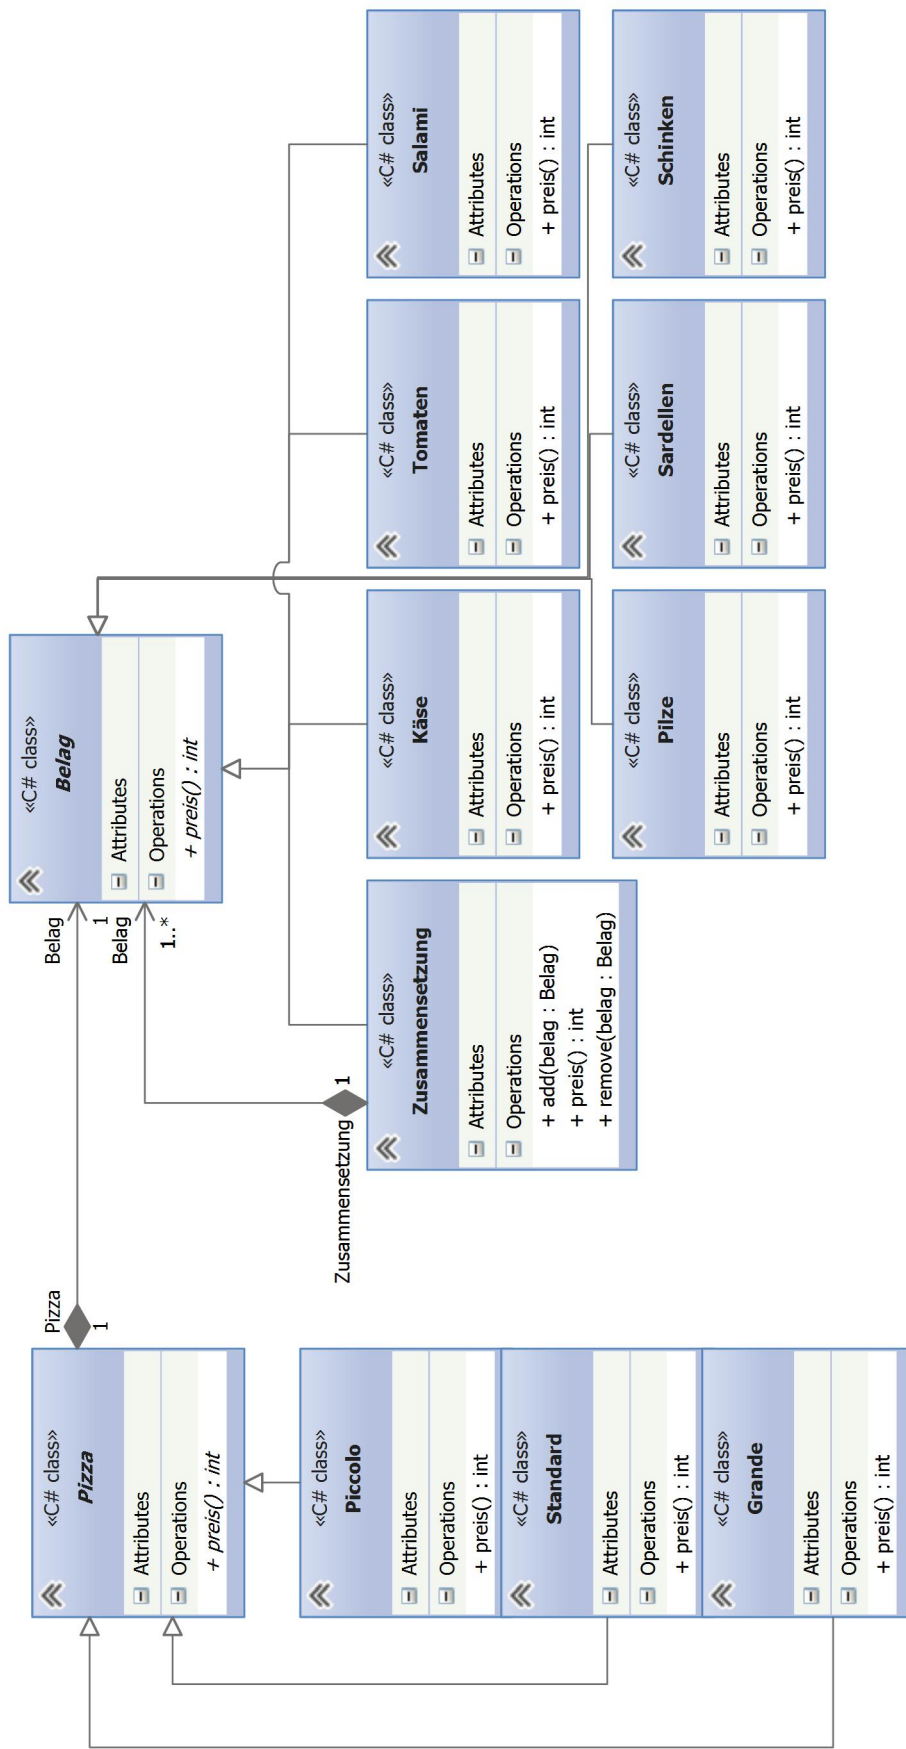 «C# class»
Pizza
Attributes
Operations
+ preis() : int
Pizza
1
Belag
1
«C# class»
Belag
Attributes
Operations
+ preis() : int
Belag
1..*
Zusammensetzung
1
«C# class»
Piccolo
Attributes
Operations
+ preis() : int
«C# class»
Standard
Attributes
Operations
+ preis() : int
«C# class»
Grande
Attributes
Operations
+ preis() : int
«C# class»
Zusammensetzung
Attributes
Operations
+ add(belag : Belag)
+ preis() : int
+ remove(belag : Belag)
«C# class»
Käse
Attributes
Operations
+ preis() : int
«C# class»
Tomaten
Attributes
Operations
+ preis() : int
«C# class»
Salami
Attributes
Operations
+ preis() : int
«C# class»
Pilze
Attributes
Operations
+ preis() : int
«C# class»
Sardellen
Attributes
Operations
+ preis() : int
«C# class»
Schinken
Attributes
Operations
+ preis() : int